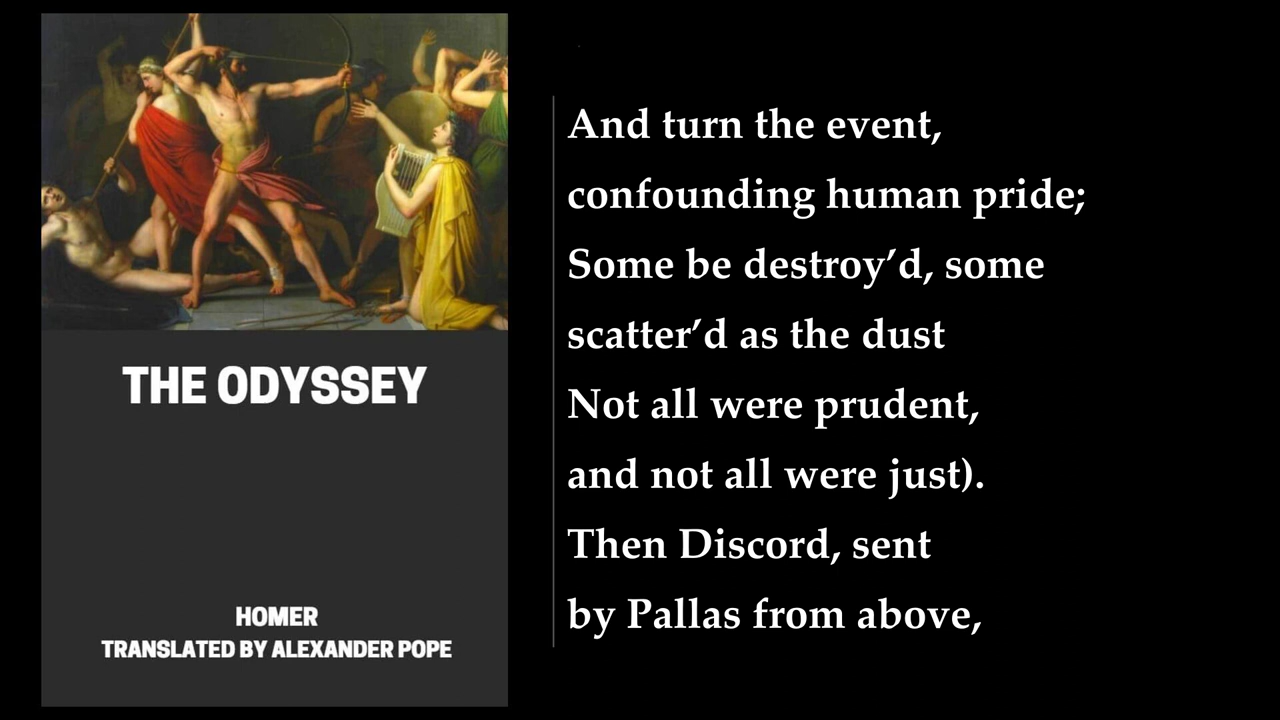 THE ODYSSEY
HOMER
TRANSLATED BY ALEXANDER POPE
And turn the event,
confounding human pride;
Some be destroy’d, some
scatter’d as the dust
Not all were prudent,
and not all were just).
Then Discord, sent
by Pallas from above,